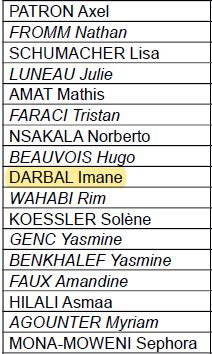 PATRON Axel
FROMM Nathan
SCHUMACHER Lisa
LUNEAU Julie
AMAT Mathis
FARACI Tristan
NSAKALA Norberto
BEAUVOIS Hugo
DARBAL Imane
WAHABI Rim
KOESSLER Solène
GENC Yasmine
BENKHALEF Yasmine
FAUX Amandine
HILALI Asmaa
AGOUNTER Myriam
MONA-MOWENI Sephora